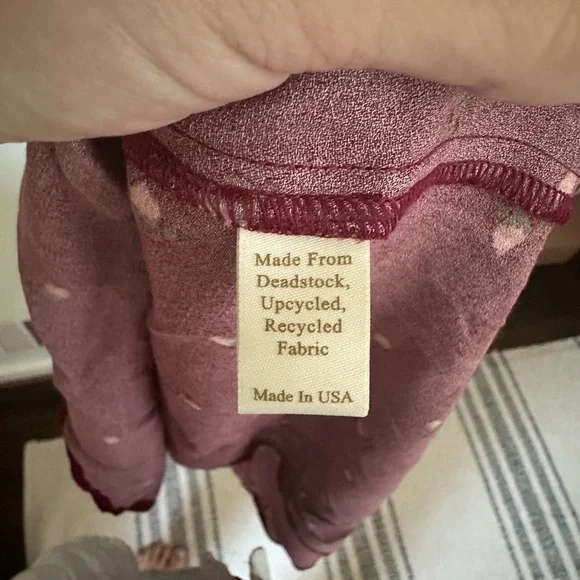 Made From
Deadstock,
Upcycled,
Recycled
Fabric
Made In USA